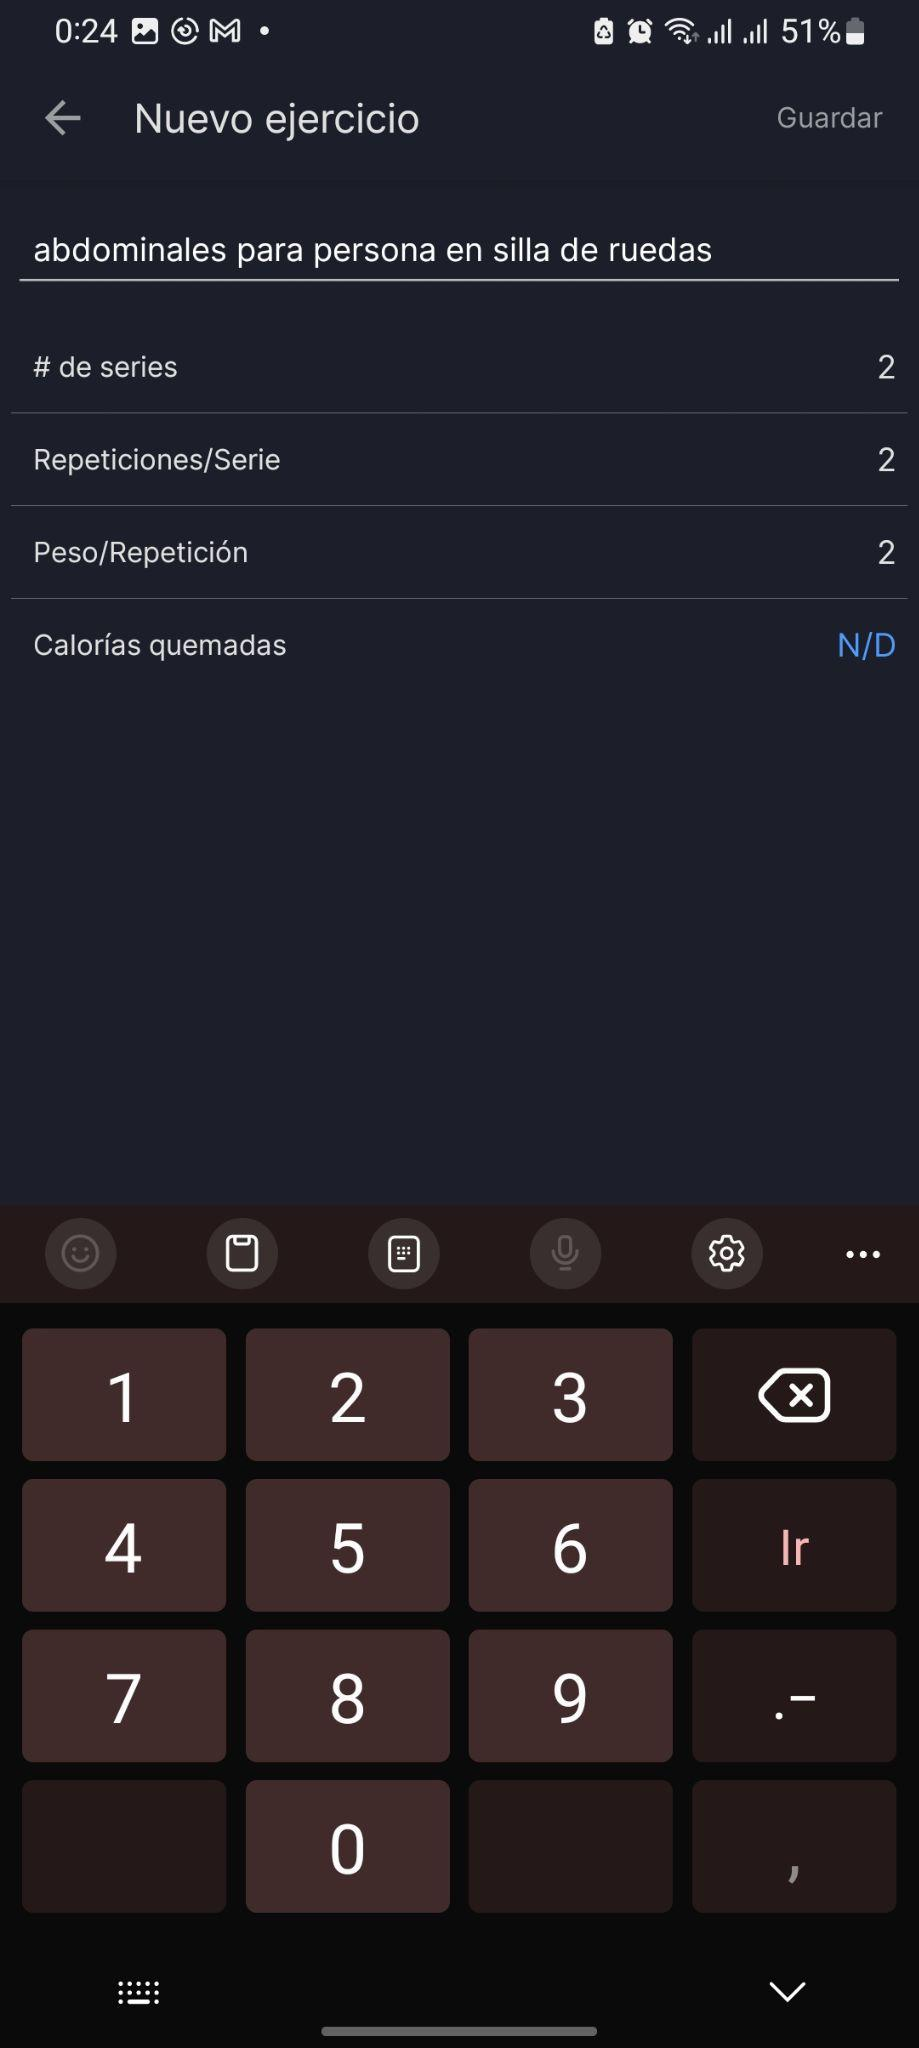 0:24
51%
Nuevo ejercicio
Guardar
abdominales para persona en silla de ruedas
# de series 2
Repeticiones/Serie 2
Peso/Repetición 2
Calorías quemadas N/D
1 2 3
4 5 6 Ir
7 8 9 .-
0 ,